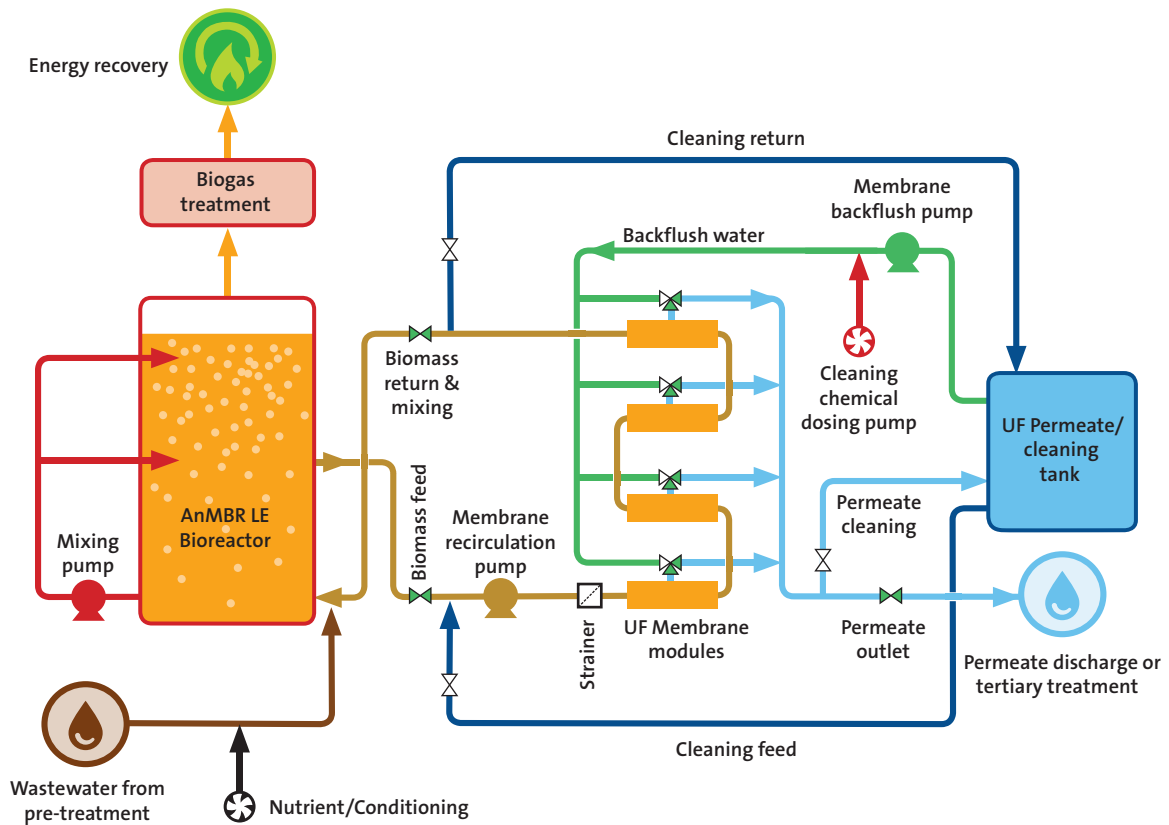 Energy recovery
Biogas
treatment
Cleaning return
Membrane
backflush pump
Backflush water
Biomass
return &
mixing
Cleaning
chemical
dosing pump
UF Permeate/
cleaning
tank
AnMBR LE
Bioreactor
Mixing
pump
Biomass feed
Membrane
recirculation
pump
Permeate
cleaning
Strainer
UF Membrane
modules
Permeate
outlet
Permeate discharge or
tertiary treatment
Cleaning feed
Wastewater from
pre-treatment
Nutrient/Conditioning